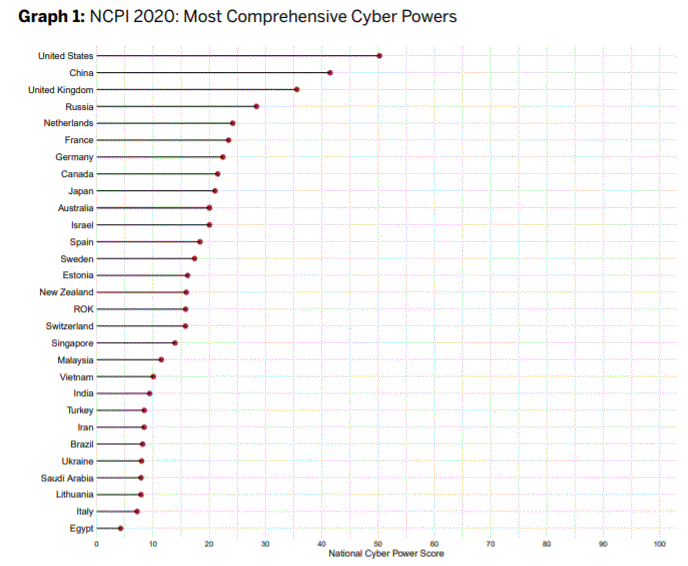 Graph 1: NCPI 2020: Most Comprehensive Cyber Powers
United States
China
United Kingdom
Russia
Netherlands
France
Germany
Canada
Japan
Australia
Israel
Spain
Sweden
Estonia
New Zealand
ROK
Switzerland
Singapore
Malaysia
Vietnam
India
Turkey
Iran
Brazil
Ukraine
Saudi Arabia
Lithuania
Italy
Egypt
0 10 20 30 40 50 60 70 80 90 100
National Cyber Power Score